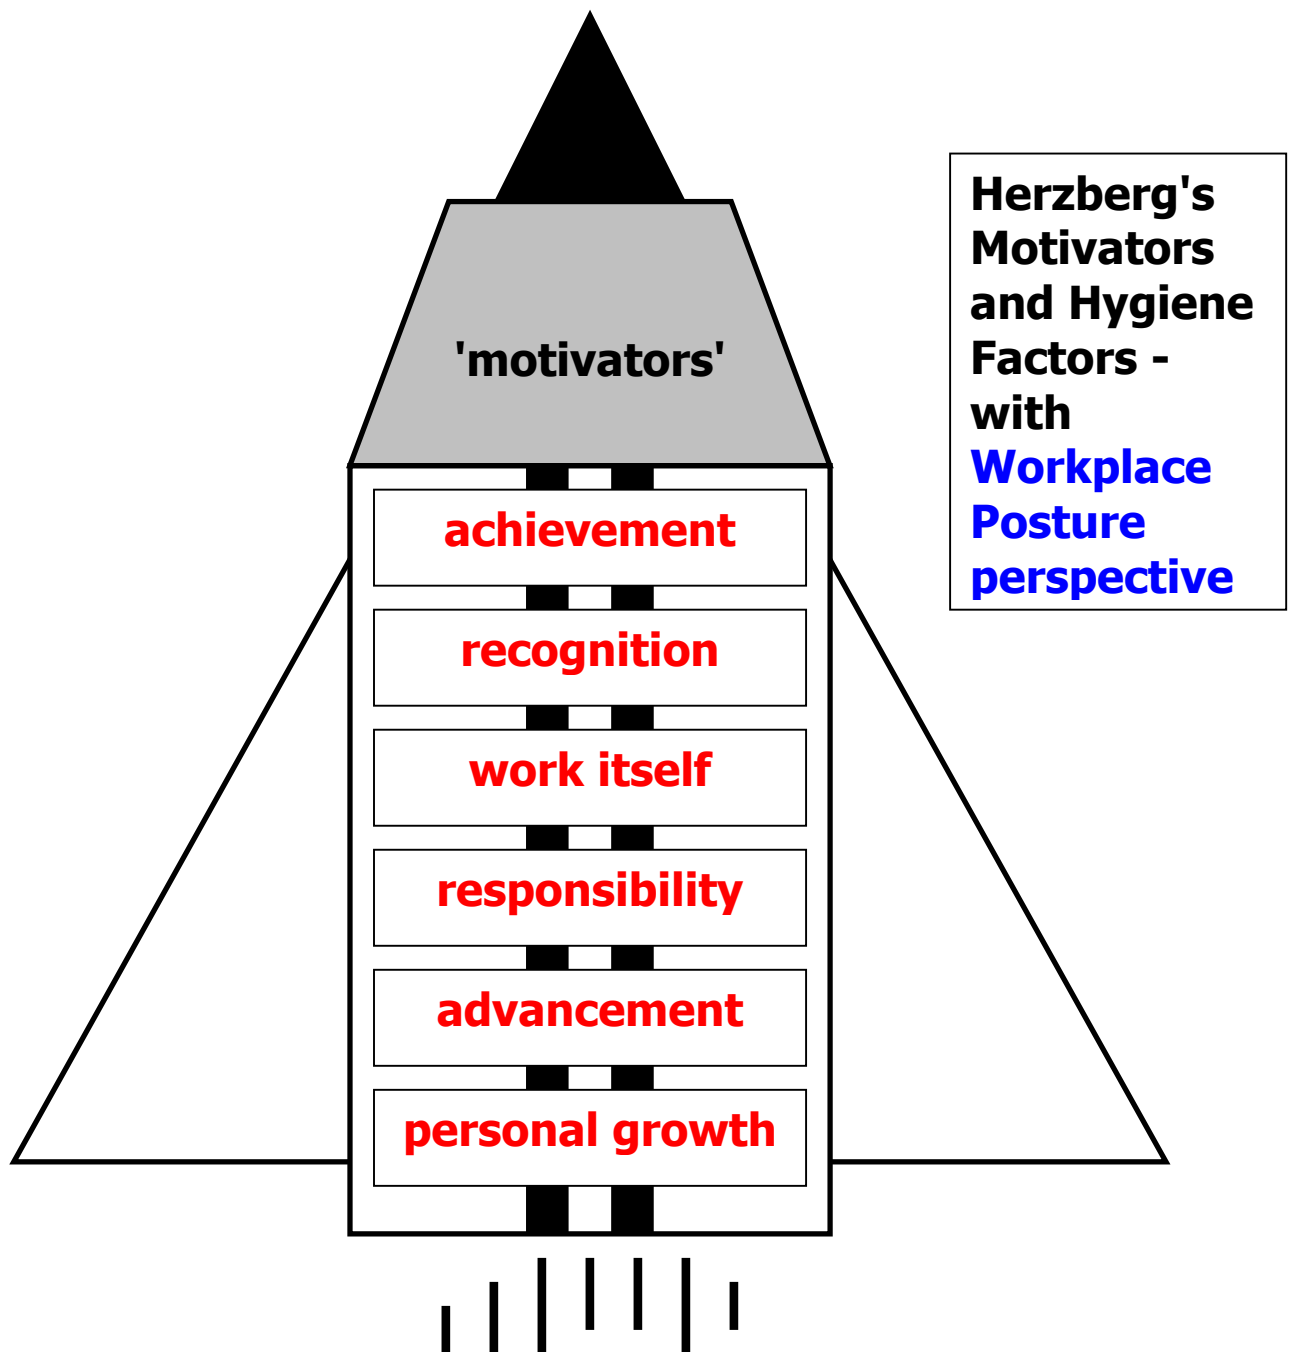 Herzberg's
Motivators
and Hygiene
Factors -
with
Workplace
Posture
perspective
'motivators'
achievement
recognition
work itself
responsibility
advancement
personal growth